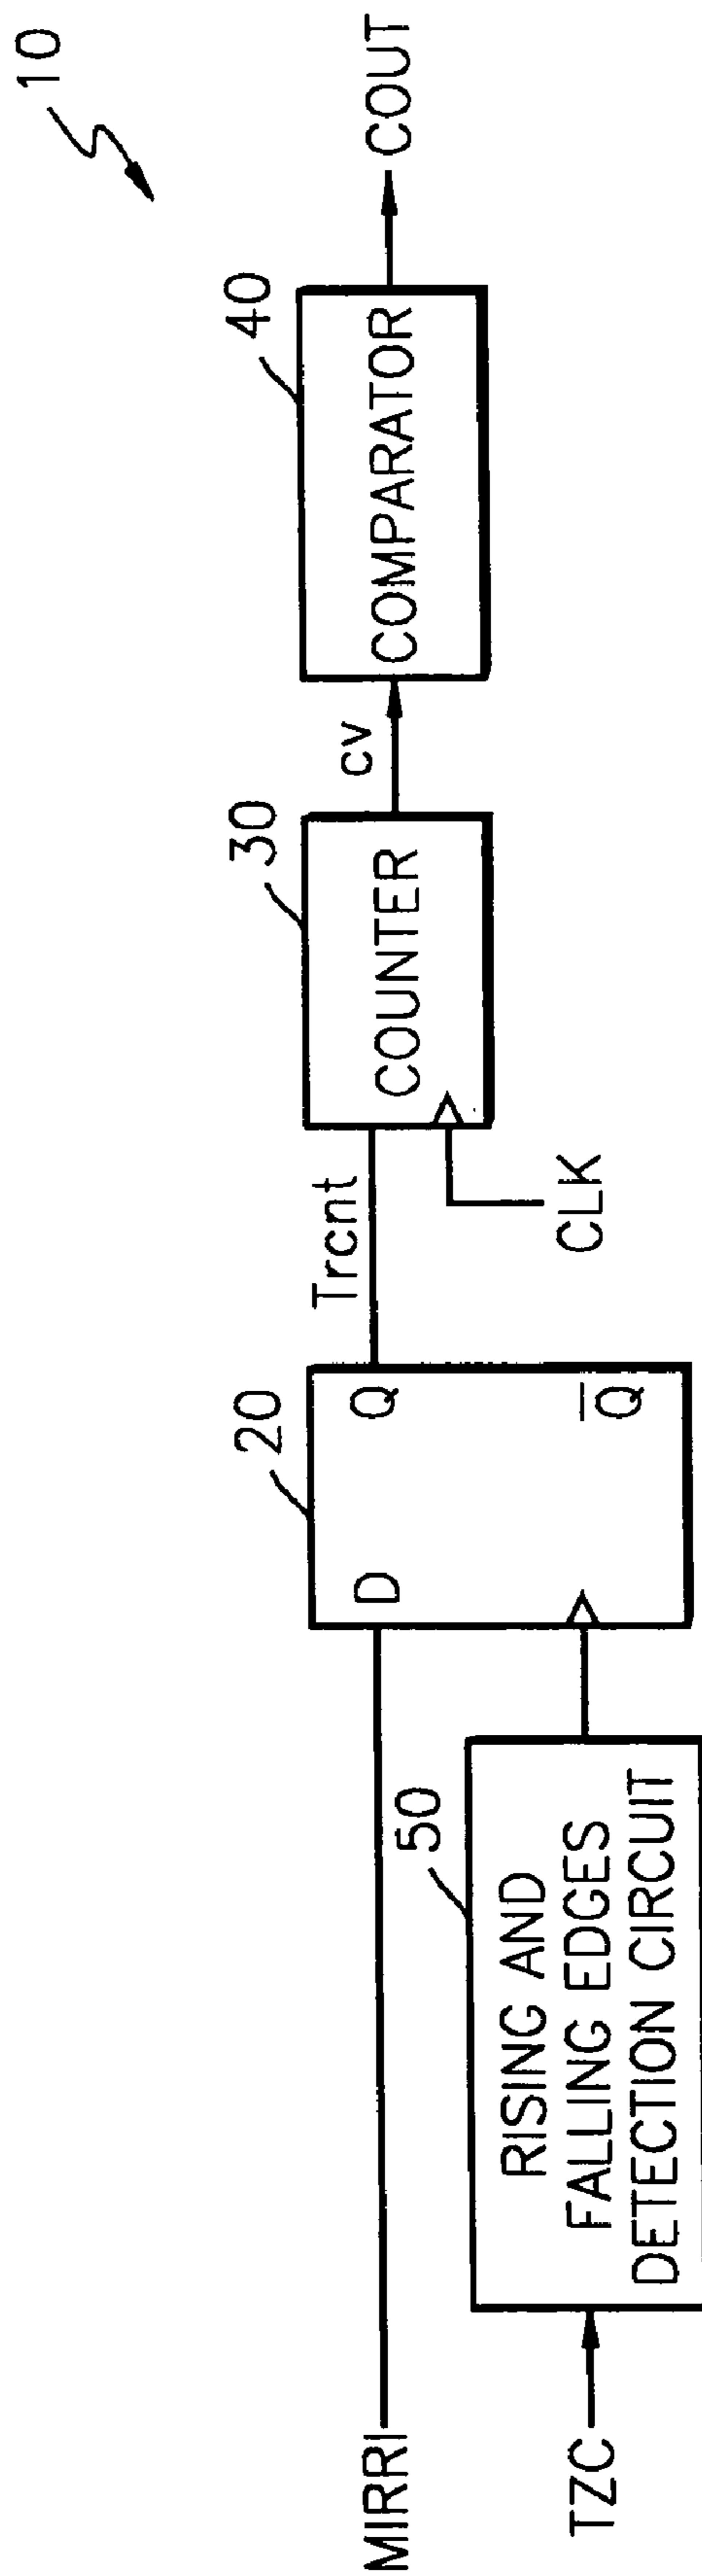 10
MIRRI
TZC
50
RISING AND
FALLING EDGES
DETECTION CIRCUIT
20
D
Q
Q̅
Trcnt
CLK
30
COUNTER
cv
40
COMPARATOR
COUT